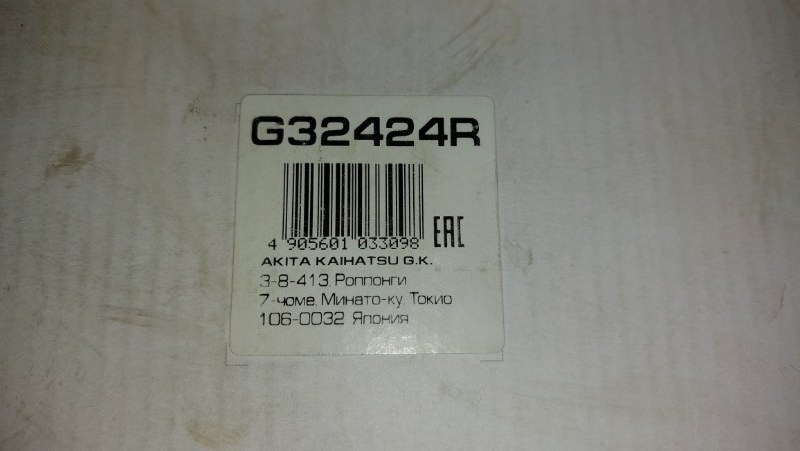 G32424R
4 905601 033098
EAC
AKITA KAIHATSU G.K.
3-8-413, Роппонги
7-чоме, Минато-ку, Токио
106-0032 Япония